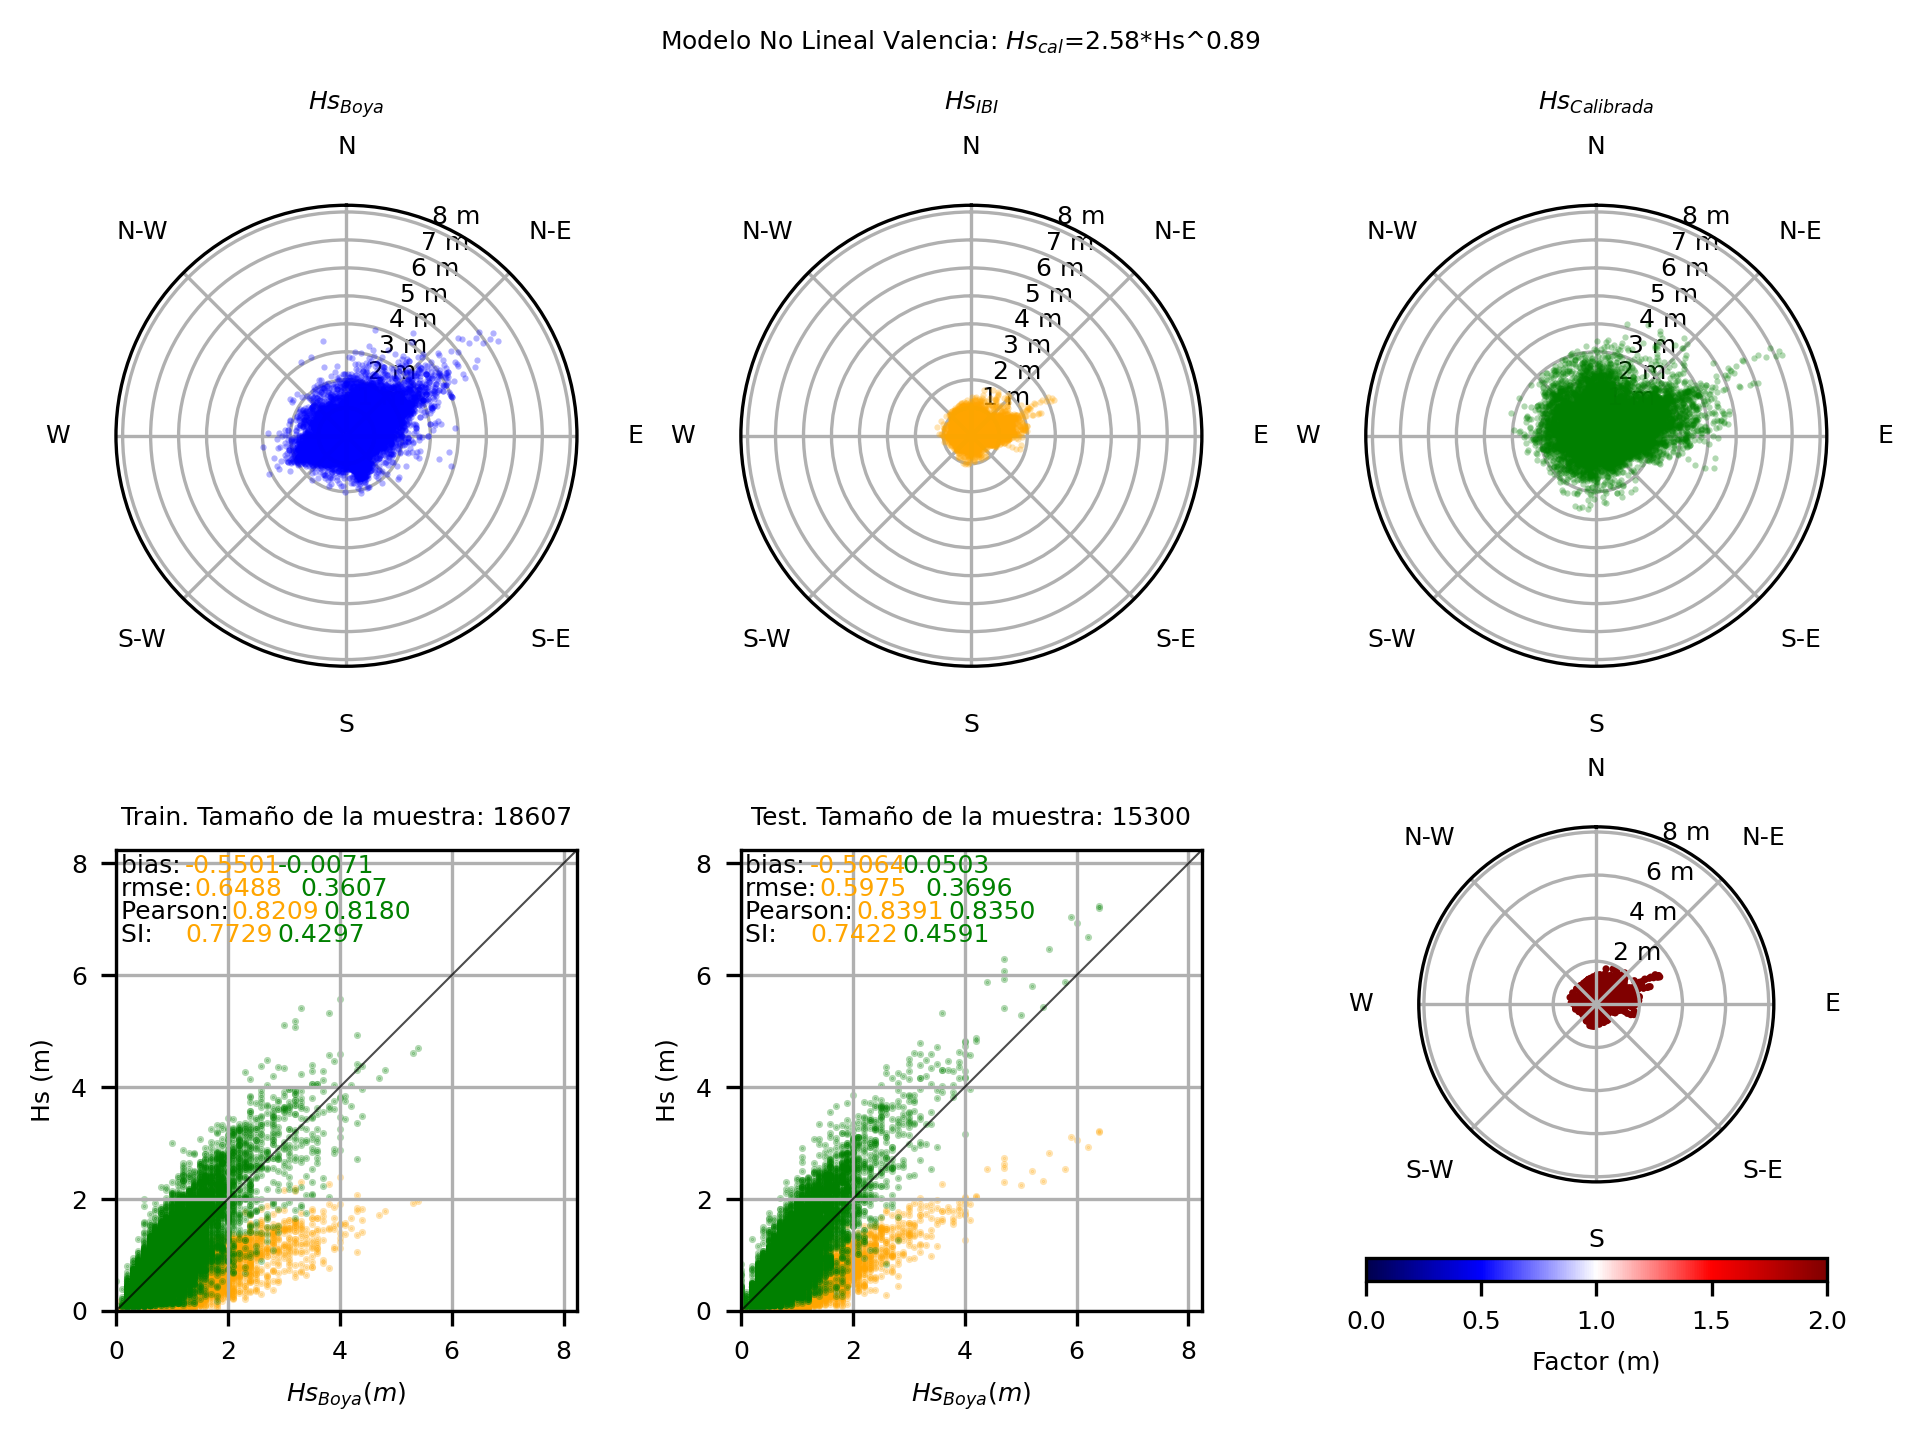 Modelo No Lineal Valencia: Hs_cal=2.58*Hs^0.89
Hs_Boya
N
N-W
N-E
8 m
7 m
6 m
5 m
4 m
3 m
2 m
W
E
S-W
S-E
S
Hs_IBI
N
N-W
N-E
8 m
7 m
6 m
5 m
4 m
3 m
2 m
1 m
W
E
S-W
S-E
S
Hs_Calibrada
N
N-W
N-E
8 m
7 m
6 m
5 m
4 m
3 m
2 m
W
E
S-W
S-E
S
Train. Tamaño de la muestra: 18607
bias: -0.5501 -0.0071
rmse: 0.6488 0.3607
Pearson: 0.8209 0.8180
SI: 0.7729 0.4297
8
6
4
2
0
Hs (m)
0 2 4 6 8
Hs_Boya(m)
Test. Tamaño de la muestra: 15300
bias: -0.5064 0.0503
rmse: 0.5975 0.3696
Pearson: 0.8391 0.8350
SI: 0.7422 0.4591
8
6
4
2
0
Hs (m)
0 2 4 6 8
Hs_Boya(m)
N
N-W
N-E
8 m
6 m
4 m
2 m
W
E
S-W
S-E
S
0.0 0.5 1.0 1.5 2.0
Factor (m)